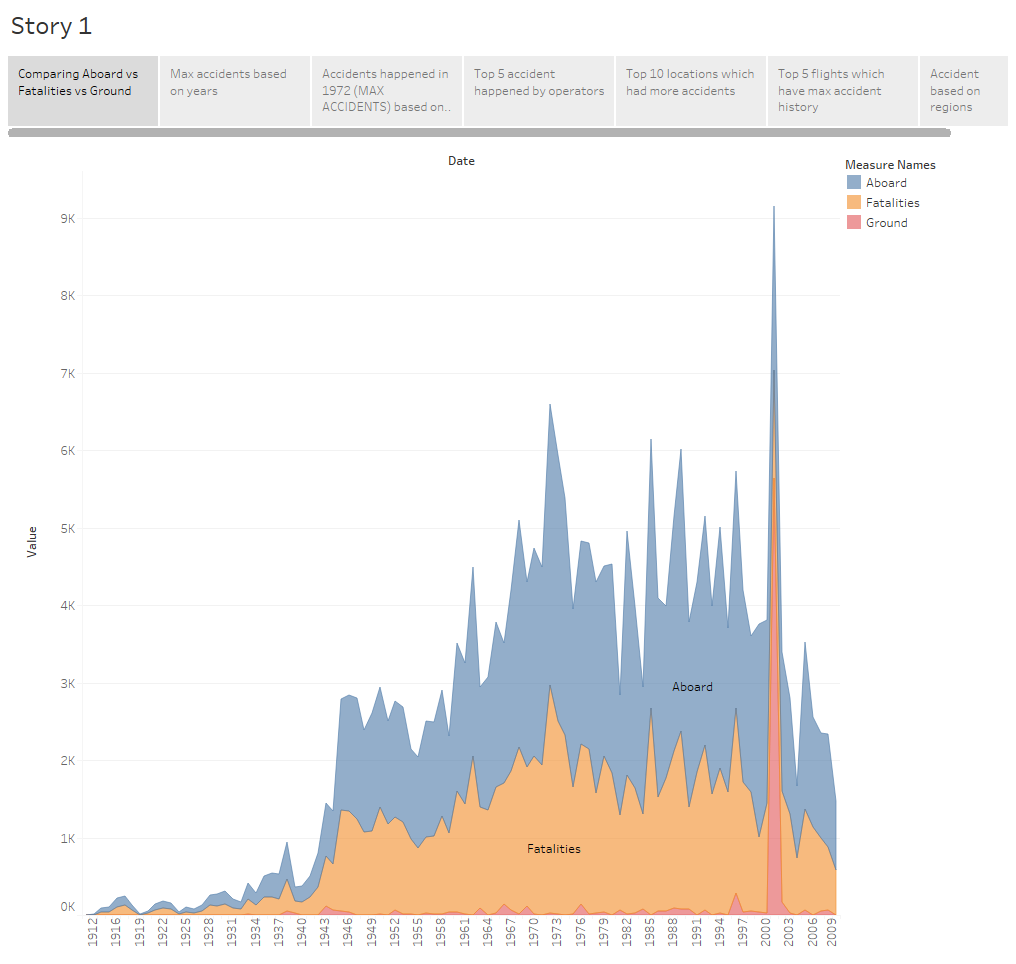 Story 1
Comparing Aboard vs
Fatalities vs Ground
Max accidents based
on years
Accidents happened in
1972 (MAX
ACCIDENTS) based on..
Top 5 accident
happened by operators
Top 10 locations which
had more accidents
Top 5 flights which
have max accident
history
Accident
based on
regions
Date
Measure Names
Aboard
Fatalities
Ground
9K
8K
7K
6K
5K
4K
3K
2K
1K
0K
Value
Aboard
Fatalities
1912
1916
1919
1922
1925
1928
1931
1934
1937
1940
1943
1946
1949
1952
1955
1958
1961
1964
1967
1970
1973
1976
1979
1982
1985
1988
1991
1994
1997
2000
2003
2006
2009